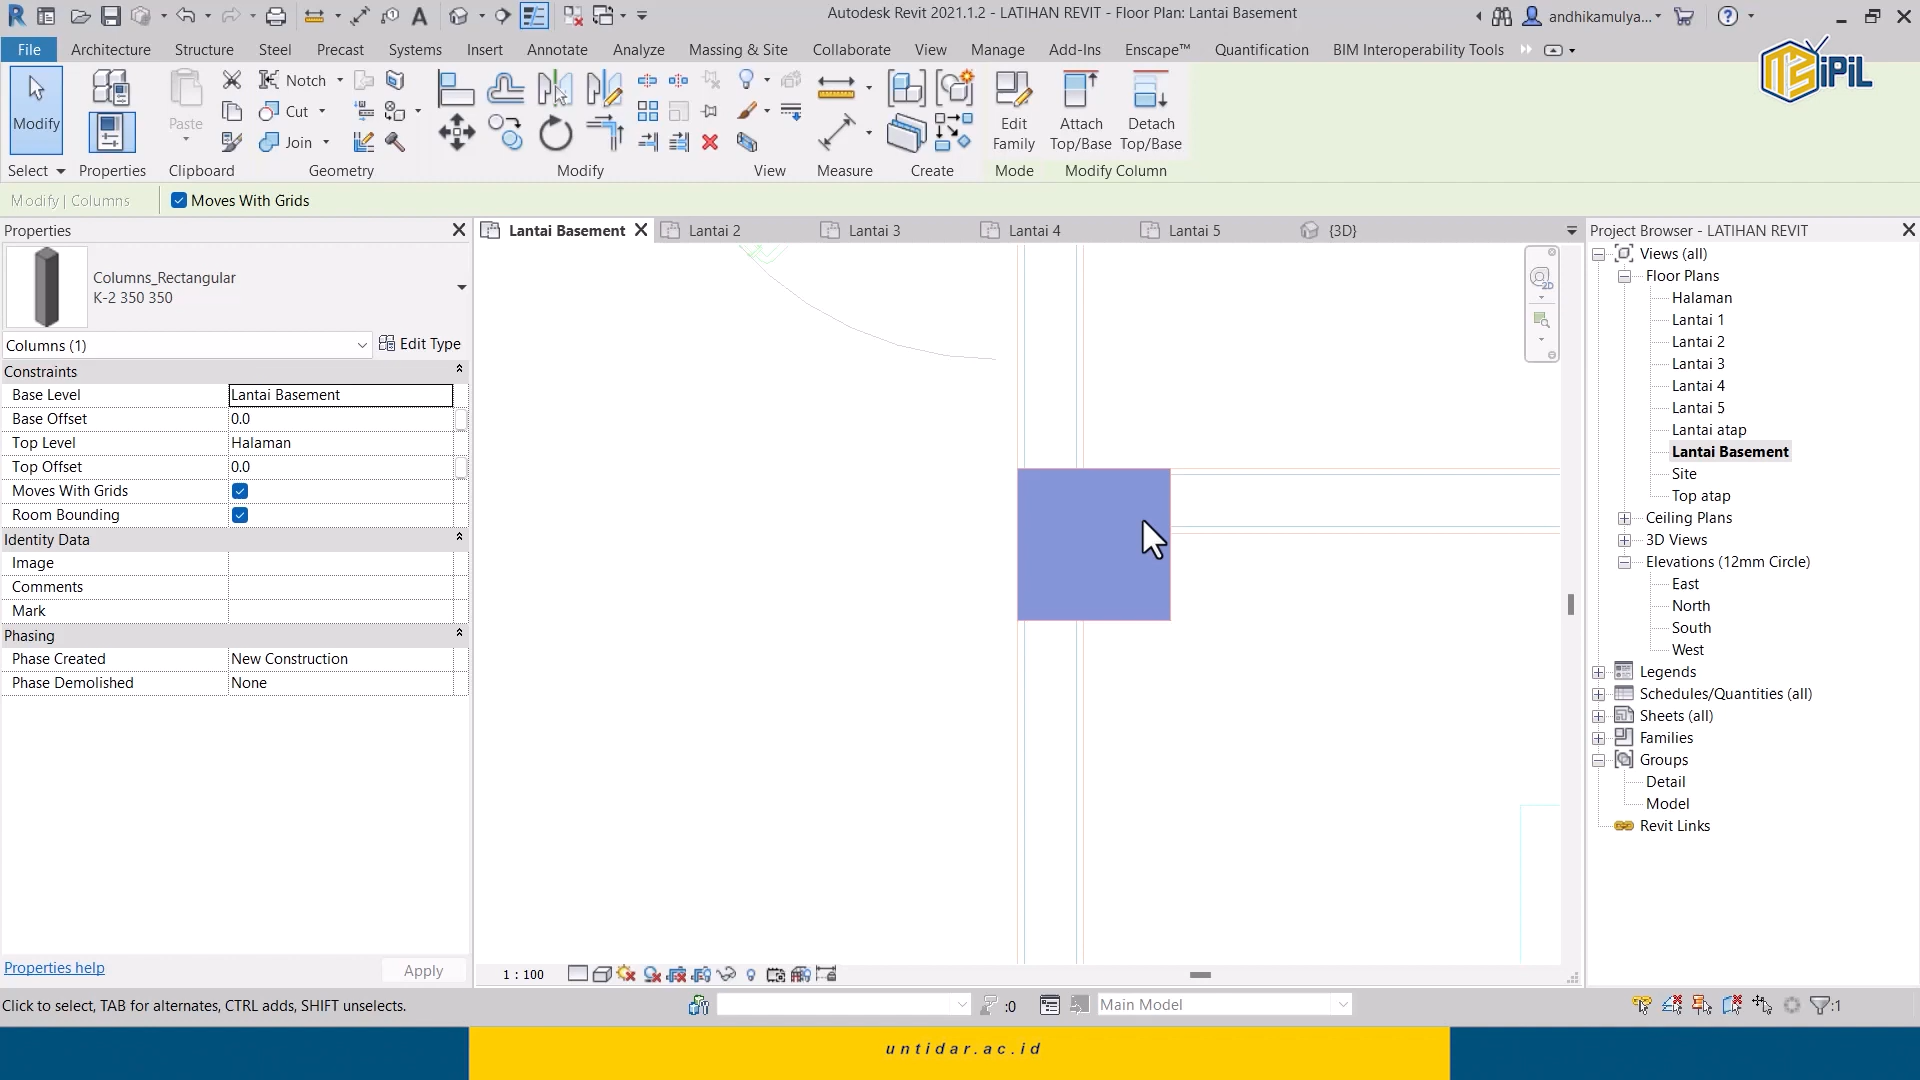 Autodesk Revit 2021.1.2 - LATIHAN REVIT - Floor Plan: Lantai Basement
andhikamulya...
File Architecture Structure Steel Precast Systems Insert Annotate Analyze Massing & Site Collaborate View Manage Add-Ins Enscape™ Quantification BIM Interoperability Tools
iPIL
Modify
Paste
Notch
Cut
Join
Edit Family
Attach Top/Base
Detach Top/Base
Select Properties Clipboard Geometry Modify View Measure Create Mode Modify Column
Modify | Columns Moves With Grids
Properties
Columns_Rectangular
K-2 350 350
Columns (1) Edit Type
Constraints
Base Level Lantai Basement
Base Offset 0.0
Top Level Halaman
Top Offset 0.0
Moves With Grids
Room Bounding
Identity Data
Image
Comments
Mark
Phasing
Phase Created New Construction
Phase Demolished None
Properties help Apply
Lantai Basement Lantai 2 Lantai 3 Lantai 4 Lantai 5 {3D}
2D
1 : 100
Project Browser - LATIHAN REVIT
Views (all)
Floor Plans
Halaman
Lantai 1
Lantai 2
Lantai 3
Lantai 4
Lantai 5
Lantai atap
Lantai Basement
Site
Top atap
Ceiling Plans
3D Views
Elevations (12mm Circle)
East
North
South
West
Legends
Schedules/Quantities (all)
Sheets (all)
Families
Groups
Detail
Model
Revit Links
Click to select, TAB for alternates, CTRL adds, SHIFT unselects.
:0
Main Model
:1
untidar.ac.id